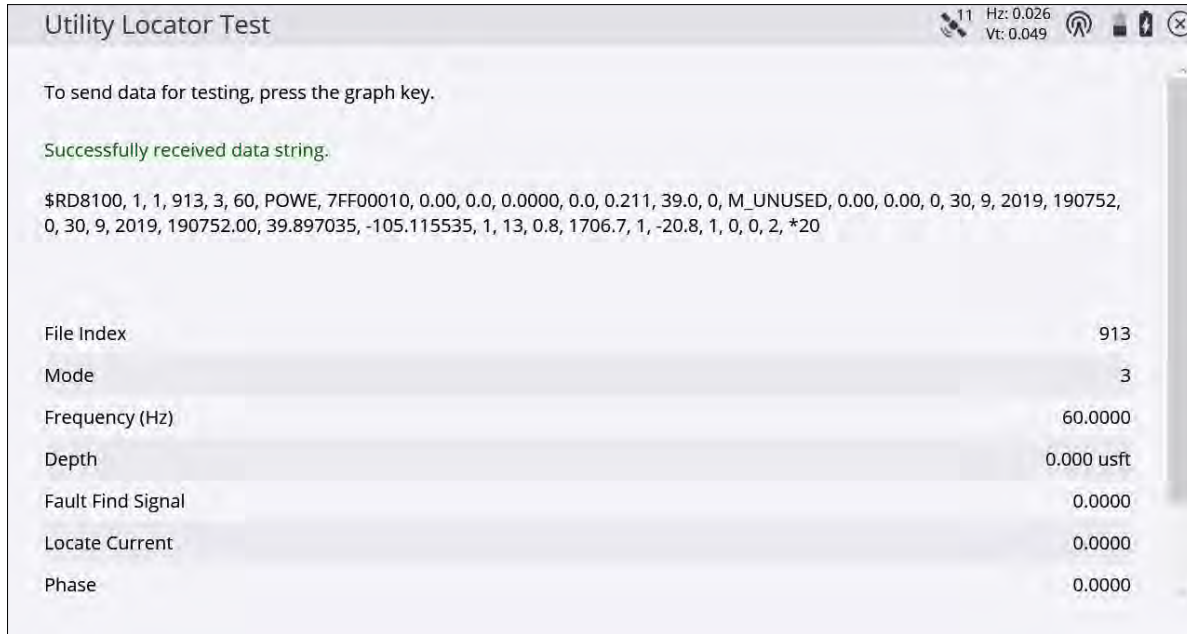 Utility Locator Test
11
Hz: 0.026
Vt: 0.049
To send data for testing, press the graph key.
Successfully received data string.
$RD8100, 1, 1, 913, 3, 60, POWE, 7FF00010, 0.00, 0.0, 0.0000, 0.0, 0.211, 39.0, 0, M_UNUSED, 0.00, 0.00, 0, 30, 9, 2019, 190752,
0, 30, 9, 2019, 190752.00, 39.897035, -105.115535, 1, 13, 0.8, 1706.7, 1, -20.8, 1, 0, 0, 2, *20
File Index 913
Mode 3
Frequency (Hz) 60.0000
Depth 0.000 usft
Fault Find Signal 0.0000
Locate Current 0.0000
Phase 0.0000